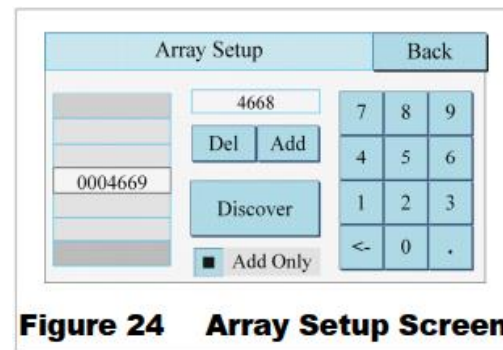 Array Setup Back
4668
7 8 9
Del Add
4 5 6
0004669
Discover
1 2 3
<- 0 .
Add Only
Figure 24 Array Setup Screen